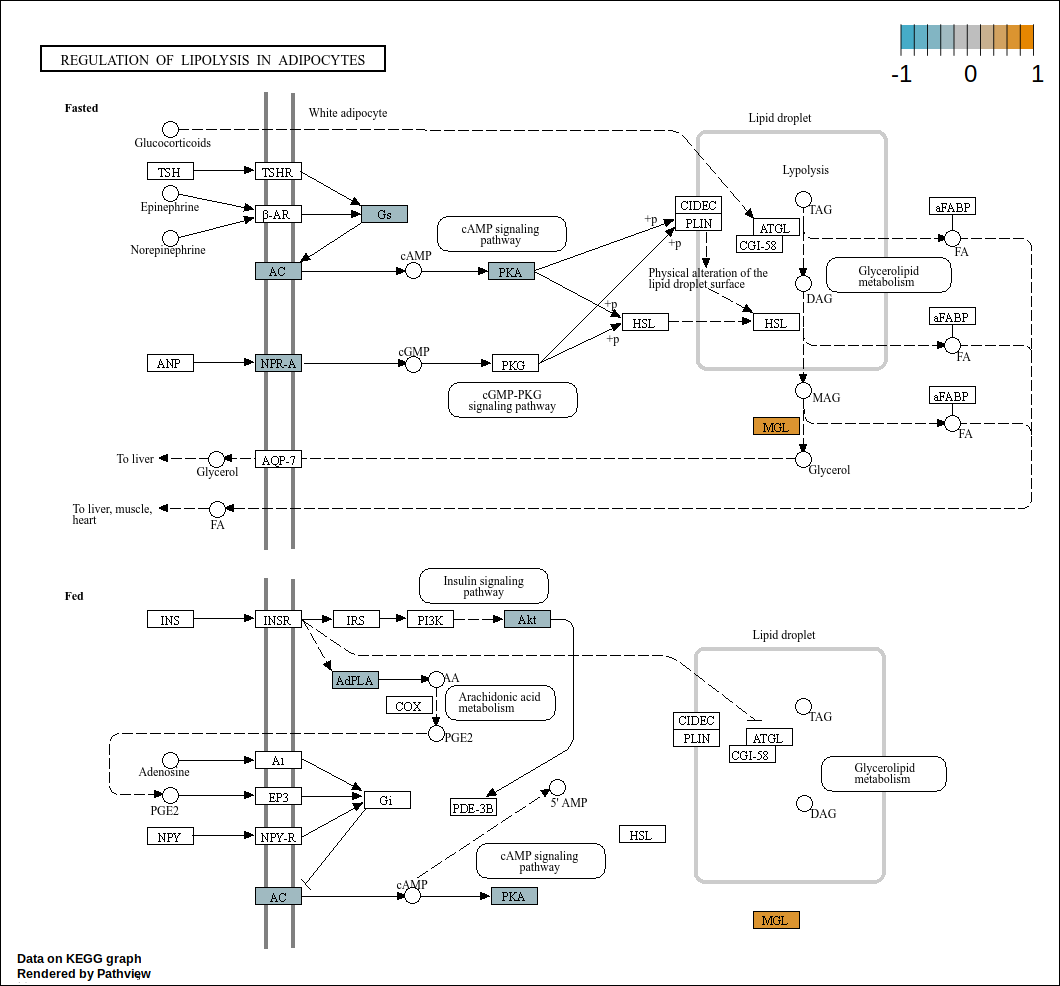 -1 0 1
REGULATION OF LIPOLYSIS IN ADIPOCYTES
Fasted
White adipocyte
Lipid droplet
Glucocorticoids
TSH
TSHR
Lypolysis
Epinephrine
β-AR
Gs
Norepinephrine
cAMP signaling
pathway
+p
+p
CIDEC
PLIN
ATGL
CGI-58
TAG
aFABP
FA
AC
cAMP
PKA
Physical alteration of the
lipid droplet surface
Glycerolipid
metabolism
DAG
+p
HSL
HSL
+p
aFABP
FA
ANP
NPR-A
cGMP
PKG
cGMP-PKG
signaling pathway
MAG
aFABP
FA
MGL
To liver
Glycerol
AQP-7
Glycerol
To liver, muscle,
heart
FA
Fed
Insulin signaling
pathway
INS
INSR
IRS
PI3K
Akt
Lipid droplet
AdPLA
AA
COX
Arachidonic acid
metabolism
PGE2
CIDEC
PLIN
ATGL
CGI-58
TAG
Adenosine
A1
Glycerolipid
metabolism
PGE2
EP3
Gi
PDE-3B
5' AMP
DAG
NPY
NPY-R
HSL
cAMP signaling
pathway
AC
cAMP
PKA
MGL
Data on KEGG graph
Rendered by Pathview